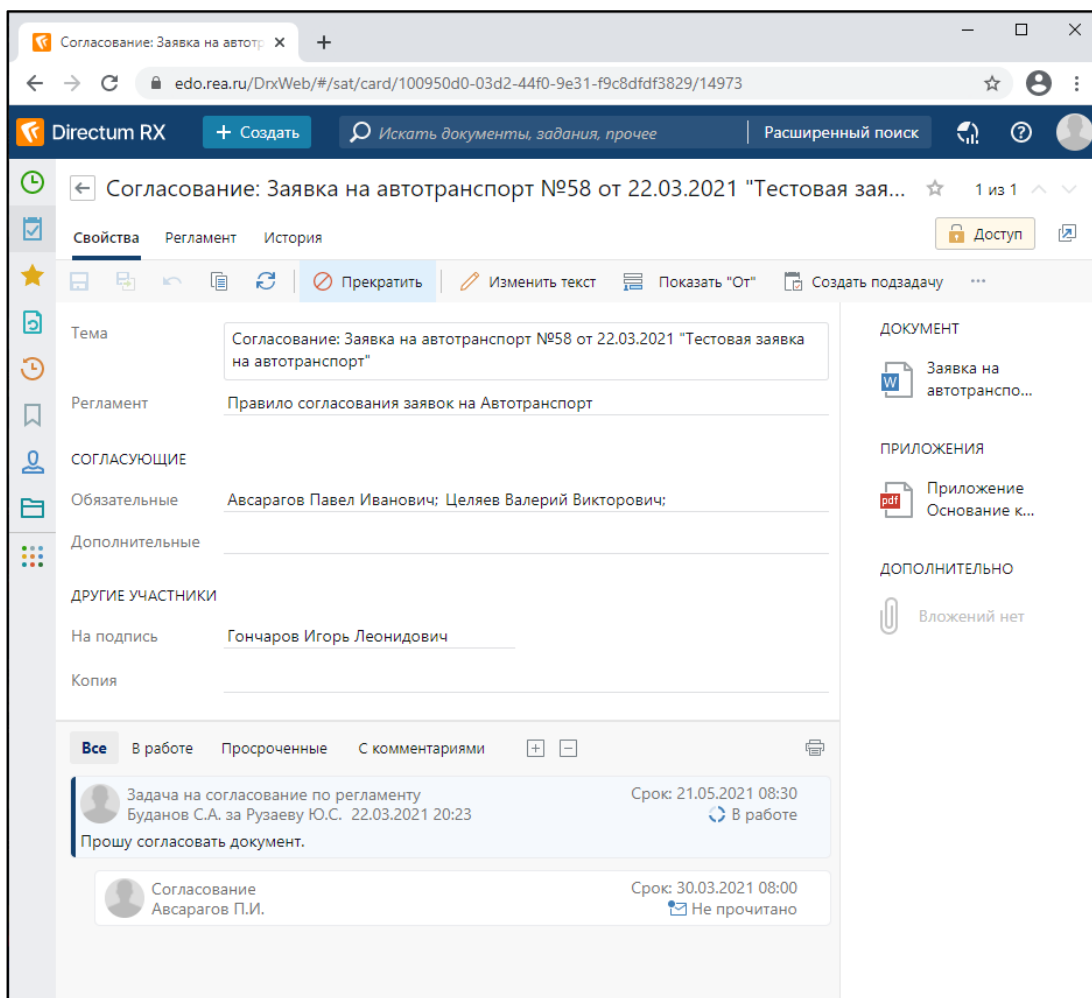 Согласование: Заявка на автотр
edo.rea.ru/DrxWeb/#/sat/card/100950d0-03d2-44f0-9e31-f9c8dfdf3829/14973
Directum RX
+ Создать
Искать документы, задания, прочее
Расширенный поиск
Согласование: Заявка на автотранспорт №58 от 22.03.2021 "Тестовая зая...
1 из 1
Свойства Регламент История
Доступ
Прекратить Изменить текст Показать "От" Создать подзадачу ...
Тема
Согласование: Заявка на автотранспорт №58 от 22.03.2021 "Тестовая заявка
на автотранспорт"
Регламент Правило согласования заявок на Автотранспорт
СОГЛАСУЮЩИЕ
Обязательные Авсарагов Павел Иванович; Целяев Валерий Викторович;
Дополнительные
ДРУГИЕ УЧАСТНИКИ
На подпись Гончаров Игорь Леонидович
Копия
ДОКУМЕНТ
W
Заявка на
автотранспо...
ПРИЛОЖЕНИЯ
pdf
Приложение
Основание к...
ДОПОЛНИТЕЛЬНО
Вложений нет
Все В работе Просроченные С комментариями
Задача на согласование по регламенту Срок: 21.05.2021 08:30
Буданов С.А. за Рузаеву Ю.С. 22.03.2021 20:23 В работе
Прошу согласовать документ.
Согласование Срок: 30.03.2021 08:00
Авсарагов П.И. Не прочитано